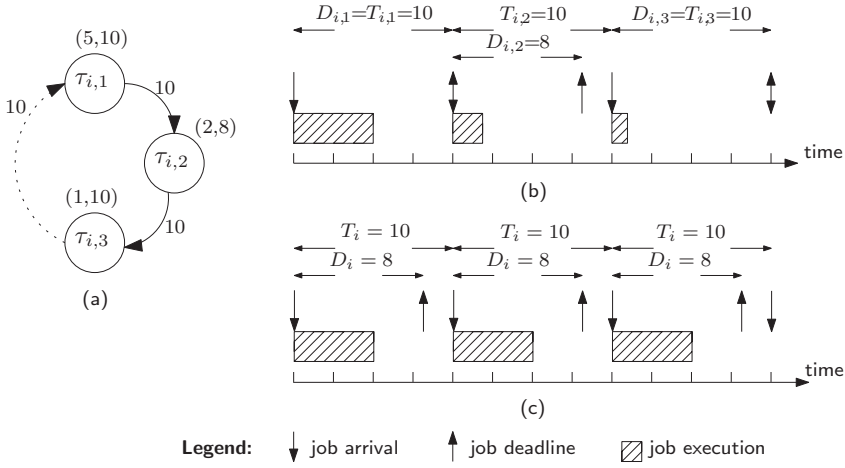 (5,10)
τi,1
10
10
(2,8)
τi,2
(1,10)
τi,3
10
(a)
Di,1=Ti,1=10
Ti,2=10
Di,3=Ti,3=10
Di,2=8
time
(b)
Ti = 10
Ti = 10
Ti = 10
Di = 8
Di = 8
Di = 8
time
(c)
Legend: job arrival job deadline job execution